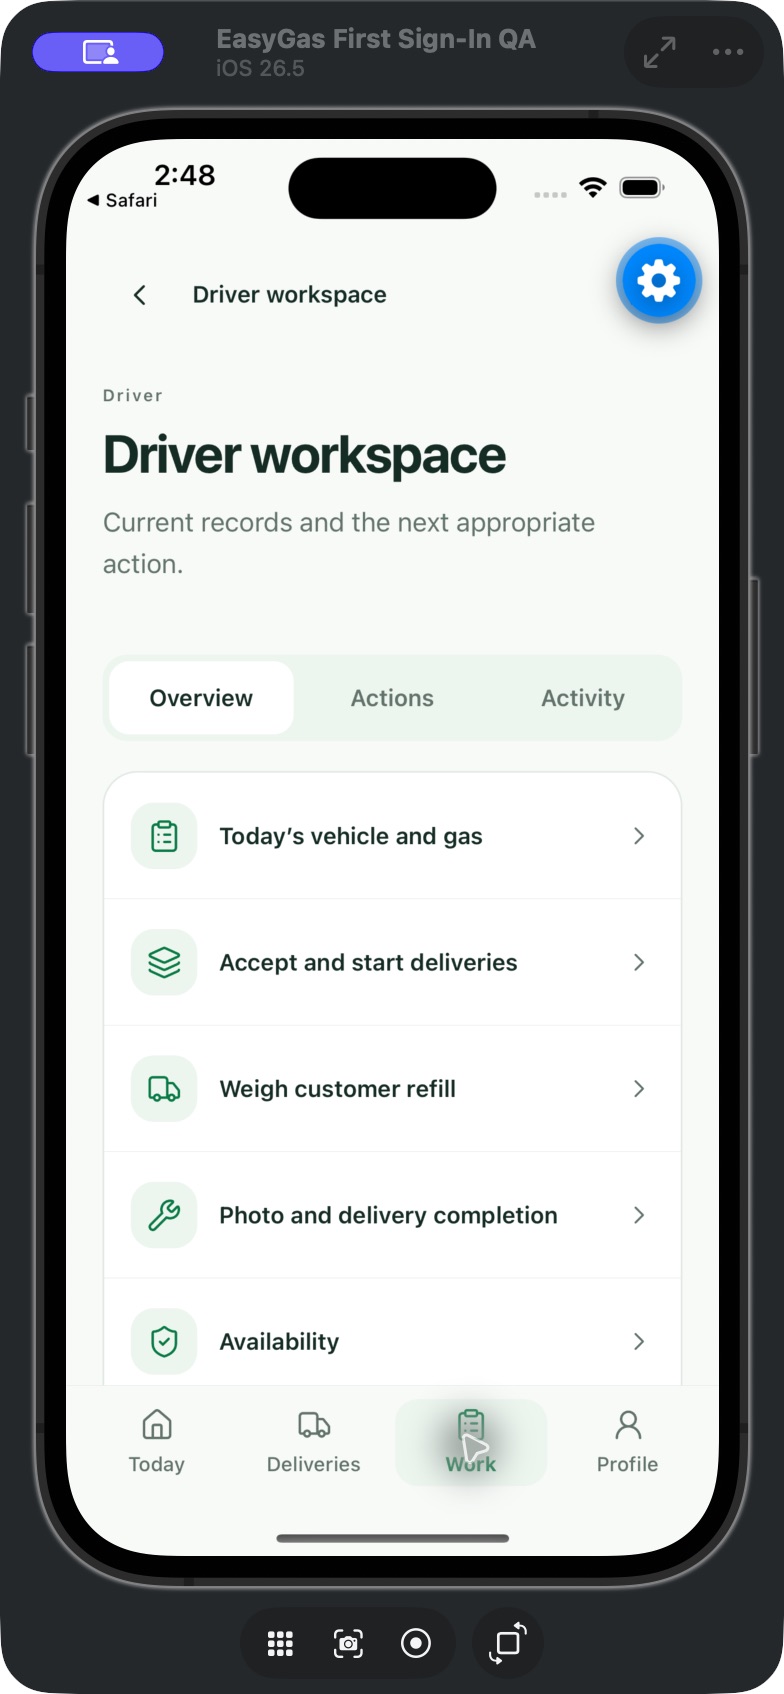 EasyGas First Sign-In QA
iOS 26.5
2:48
Safari
Driver workspace
Driver
Driver workspace
Current records and the next appropriate
action.
Overview
Actions
Activity
Today’s vehicle and gas
Accept and start deliveries
Weigh customer refill
Photo and delivery completion
Availability
Today
Deliveries
Work
Profile